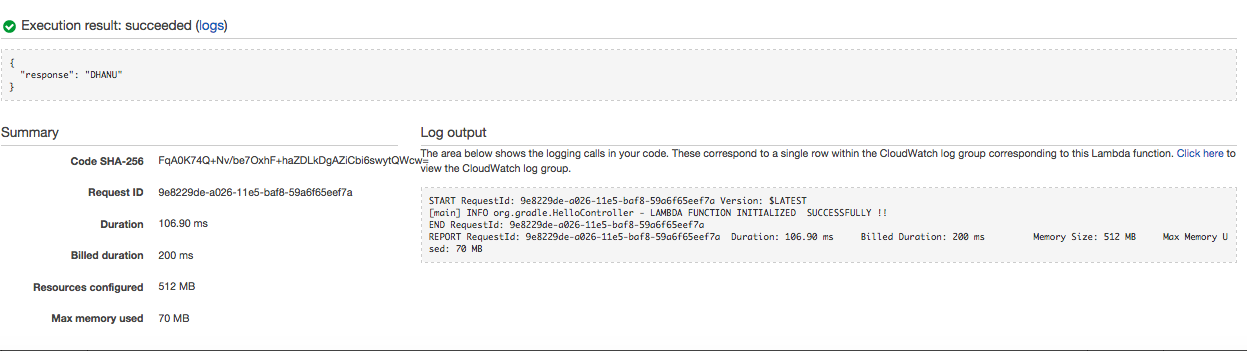 Execution result: succeeded (logs)
{
"response": "DHANU"
}
Summary
Code SHA-256 FqA0K74Q+Nv/be7OxhF+haZDLkDgAZiCbi6swytQWcw=
Request ID 9e8229de-a026-11e5-baf8-59a6f65eef7a
Duration 106.90 ms
Billed duration 200 ms
Resources configured 512 MB
Max memory used 70 MB
Log output
The area below shows the logging calls in your code. These correspond to a single row within the CloudWatch log group corresponding to this Lambda function. Click here to
view the CloudWatch log group.
START RequestId: 9e8229de-a026-11e5-baf8-59a6f65eef7a Version: $LATEST
[main] INFO org.gradle.HelloController - LAMBDA FUNCTION INITIALIZED  SUCCESSFULLY !!
END RequestId: 9e8229de-a026-11e5-baf8-59a6f65eef7a
REPORT RequestId: 9e8229de-a026-11e5-baf8-59a6f65eef7a  Duration: 106.90 ms  Billed Duration: 200 ms  Memory Size: 512 MB  Max Memory U
sed: 70 MB